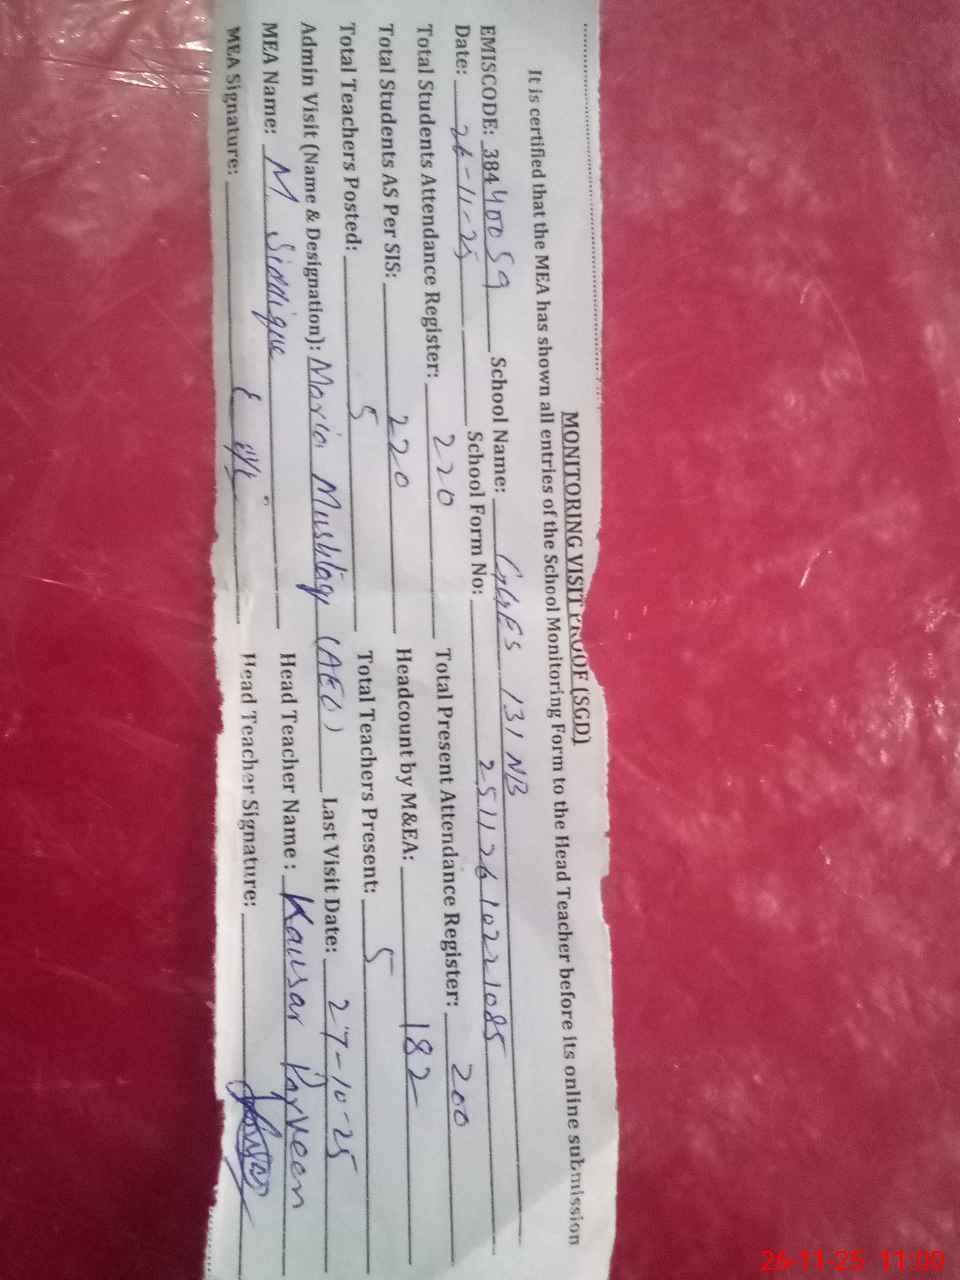 MONITORING VISIT PROOF (SGD)
It is certified that the MEA has shown all entries of the School Monitoring Form to the Head Teacher before its online submission
EMISCODE: 38440059 School Name: GGES 131 NB
Date: 26-11-25 School Form No: 25112610221085
Total Students Attendance Register: 220 Total Present Attendance Register: 200
Total Students AS Per SIS: 220 Headcount by M&EA: 182
Total Teachers Posted: 5 Total Teachers Present: 5
Admin Visit (Name & Designation): Maria Mushtaq (AEO) Last Visit Date: 27-10-25
MEA Name: M Siddique Head Teacher Name : Kausar Parveen
MEA Signature: Head Teacher Signature:
26-11-25 11:00